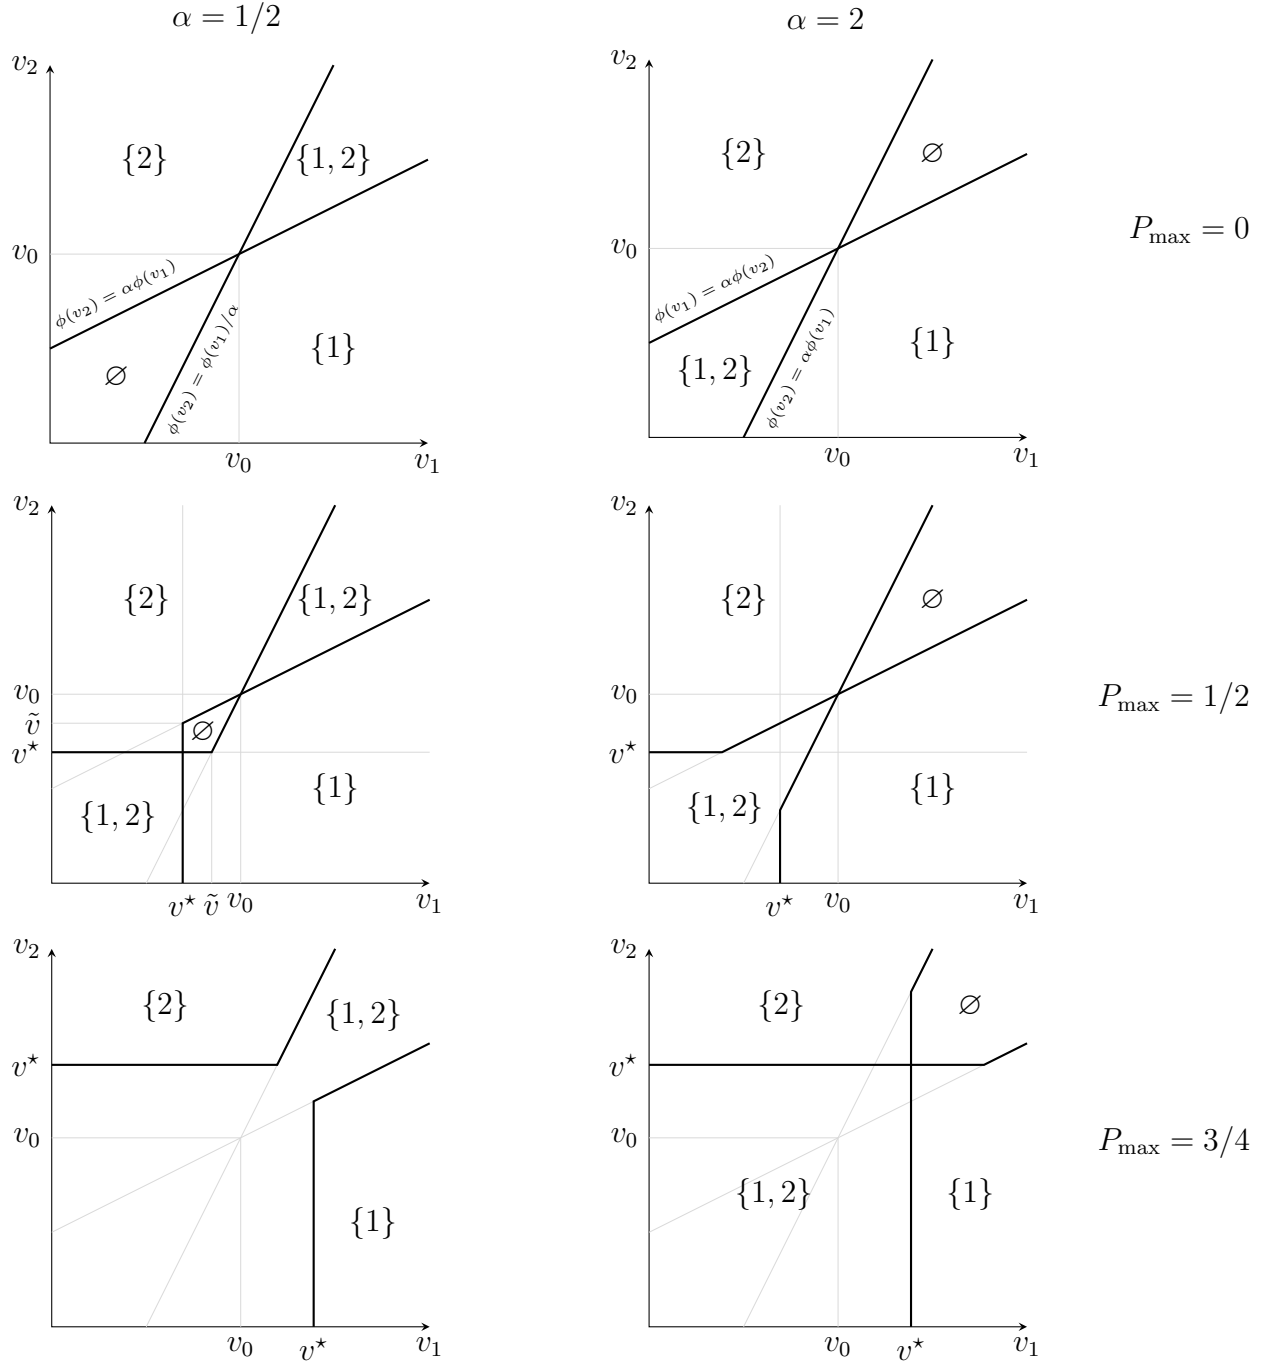 α = 1/2
α = 2
v₂
{2}
{1, 2}
v₀
ϕ(v₂) = αϕ(v₁)
ϕ(v₂) = ϕ(v₁)/α
{1}
∅
v₀
v₁
v₂
{2}
∅
v₀
ϕ(v₁) = αϕ(v₂)
ϕ(v₂) = αϕ(v₁)
{1}
{1, 2}
v₀
v₁
P_max = 0
v₂
{2}
{1, 2}
v₀
ṽ
∅
v⋆
{1}
{1, 2}
v⋆ ṽ v₀
v₁
v₂
{2}
∅
v₀
v⋆
{1}
{1, 2}
v⋆
v₀
v₁
P_max = 1/2
v₂
{2}
{1, 2}
v⋆
v₀
{1}
v₀
v⋆
v₁
v₂
{2}
∅
v⋆
v₀
{1, 2}
{1}
v₀
v⋆
v₁
P_max = 3/4